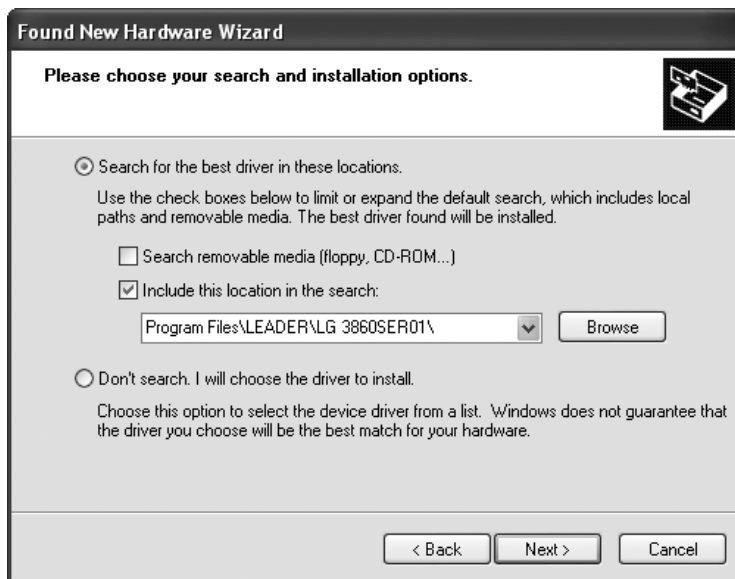 Found New Hardware Wizard
Please choose your search and installation options.
Search for the best driver in these locations.
Use the check boxes below to limit or expand the default search, which includes local
paths and removable media. The best driver found will be installed.
Search removable media (floppy, CD-ROM...)
Include this location in the search:
Program Files\LEADER\LG 3860SER01\
Browse
Don't search. I will choose the driver to install.
Choose this option to select the device driver from a list. Windows does not guarantee that
the driver you choose will be the best match for your hardware.
< Back
Next >
Cancel